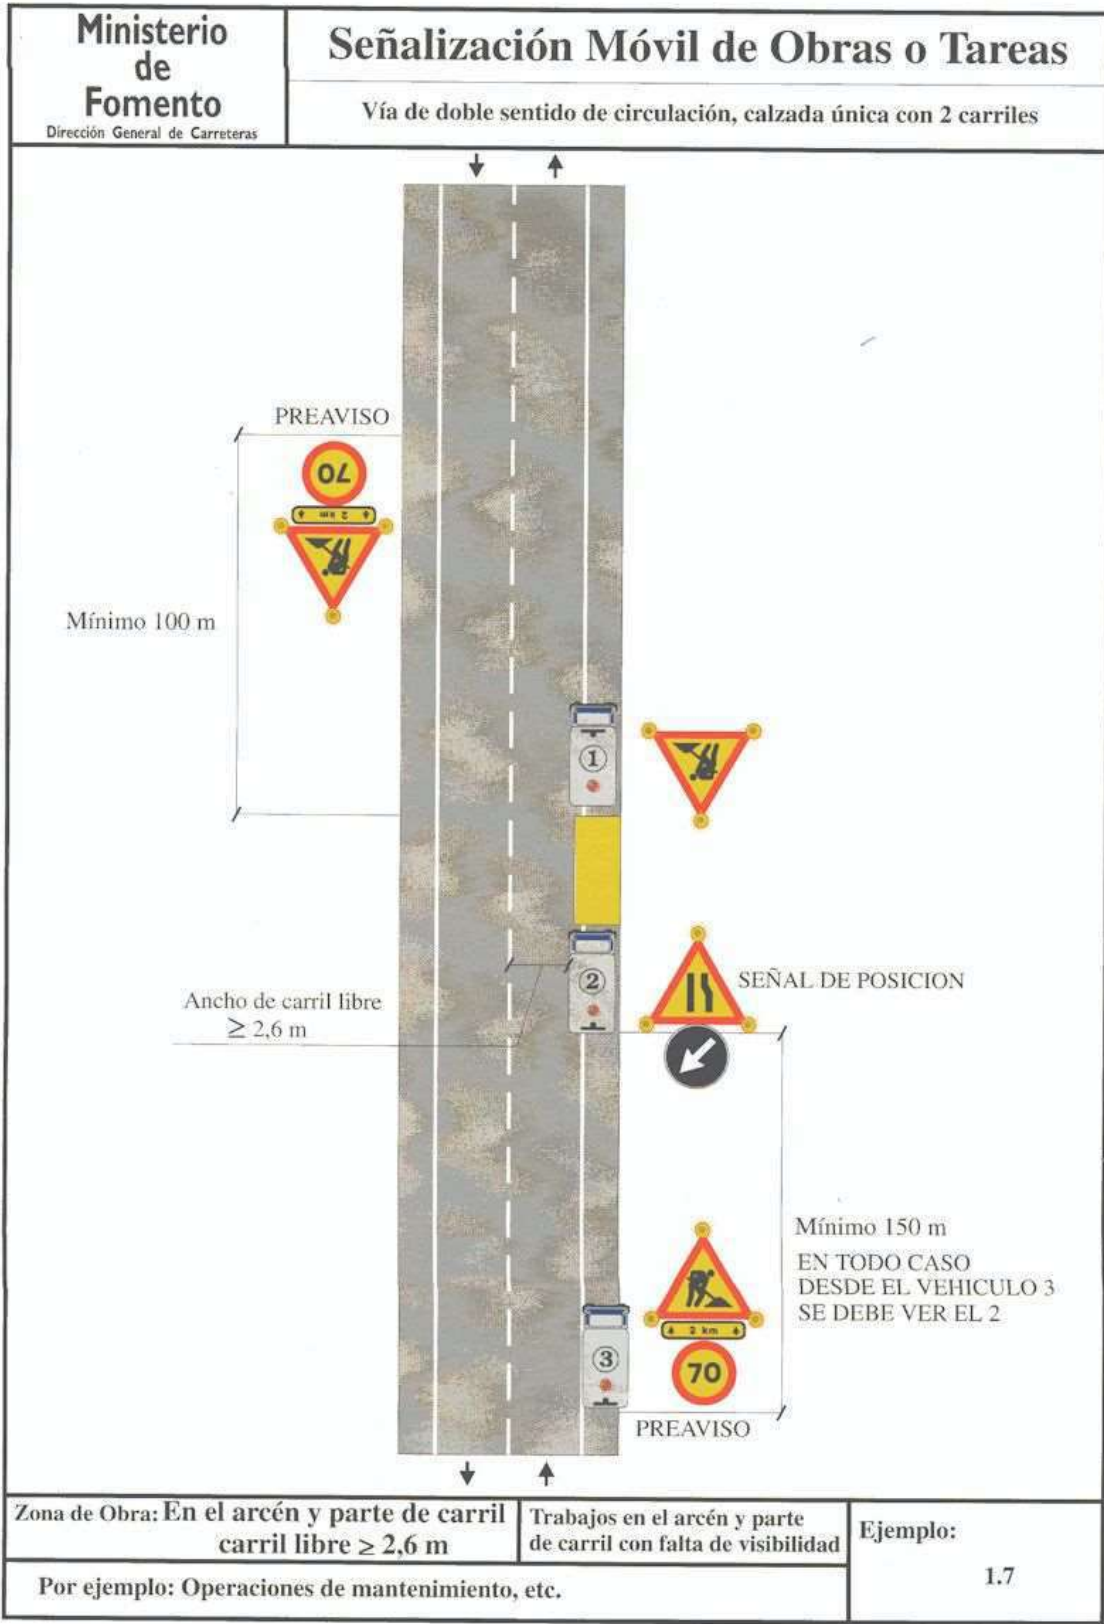 Ministerio
de
Fomento
Dirección General de Carreteras
Señalización Móvil de Obras o Tareas
Vía de doble sentido de circulación, calzada única con 2 carriles
PREAVISO
70
2 km
Mínimo 100 m
1
2
SEÑAL DE POSICION
Ancho de carril libre
≥ 2,6 m
Mínimo 150 m
EN TODO CASO
DESDE EL VEHICULO 3
SE DEBE VER EL 2
2 km
3
70
PREAVISO
Zona de Obra: En el arcén y parte de carril
carril libre ≥ 2,6 m
Trabajos en el arcén y parte
de carril con falta de visibilidad
Ejemplo:
1.7
Por ejemplo: Operaciones de mantenimiento, etc.